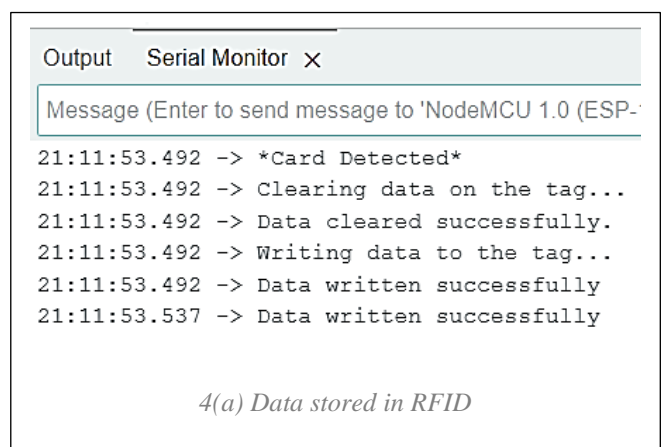 Output Serial Monitor ×
Message (Enter to send message to 'NodeMCU 1.0 (ESP-
21:11:53.492 -> *Card Detected*
21:11:53.492 -> Clearing data on the tag...
21:11:53.492 -> Data cleared successfully.
21:11:53.492 -> Writing data to the tag...
21:11:53.492 -> Data written successfully
21:11:53.537 -> Data written successfully
4(a) Data stored in RFID